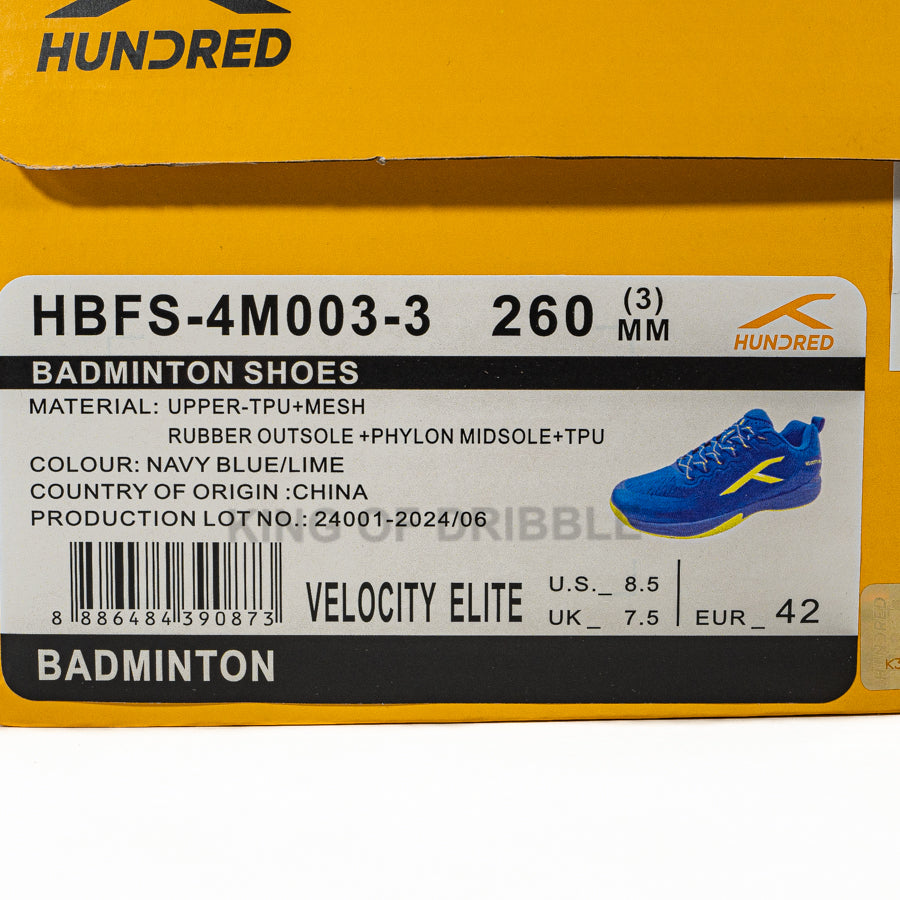 HUNDRED
HBFS-4M003-3 260 (3) MM
HUNDRED
BADMINTON SHOES
MATERIAL: UPPER-TPU+MESH
RUBBER OUTSOLE +PHYLON MIDSOLE+TPU
COLOUR: NAVY BLUE/LIME
COUNTRY OF ORIGIN :CHINA
PRODUCTION LOT NO.: 24001-2024/06
KING OF DRIBBLE
8 886484 390873
VELOCITY ELITE
U.S._ 8.5
UK_ 7.5
EUR_ 42
HUNDRED
BADMINTON